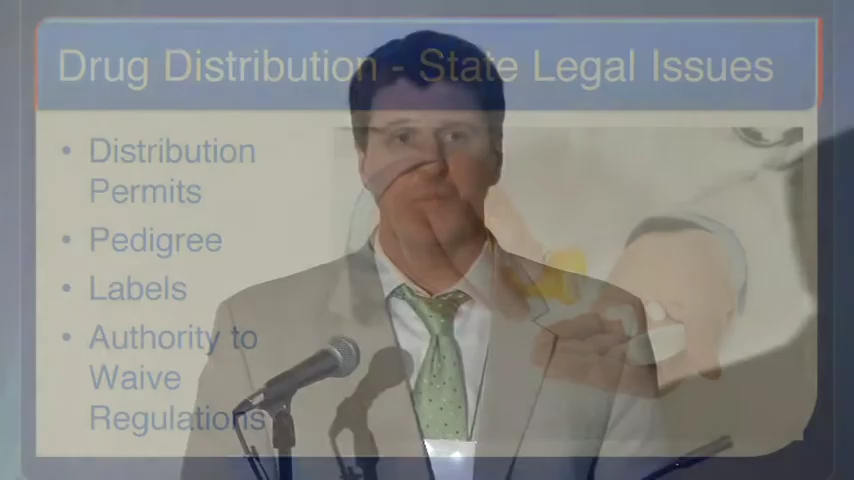 Drug Distribution - State Legal Issues
• Distribution
Permits
• Pedigree
• Labels
• Authority to
Waive
Regulations